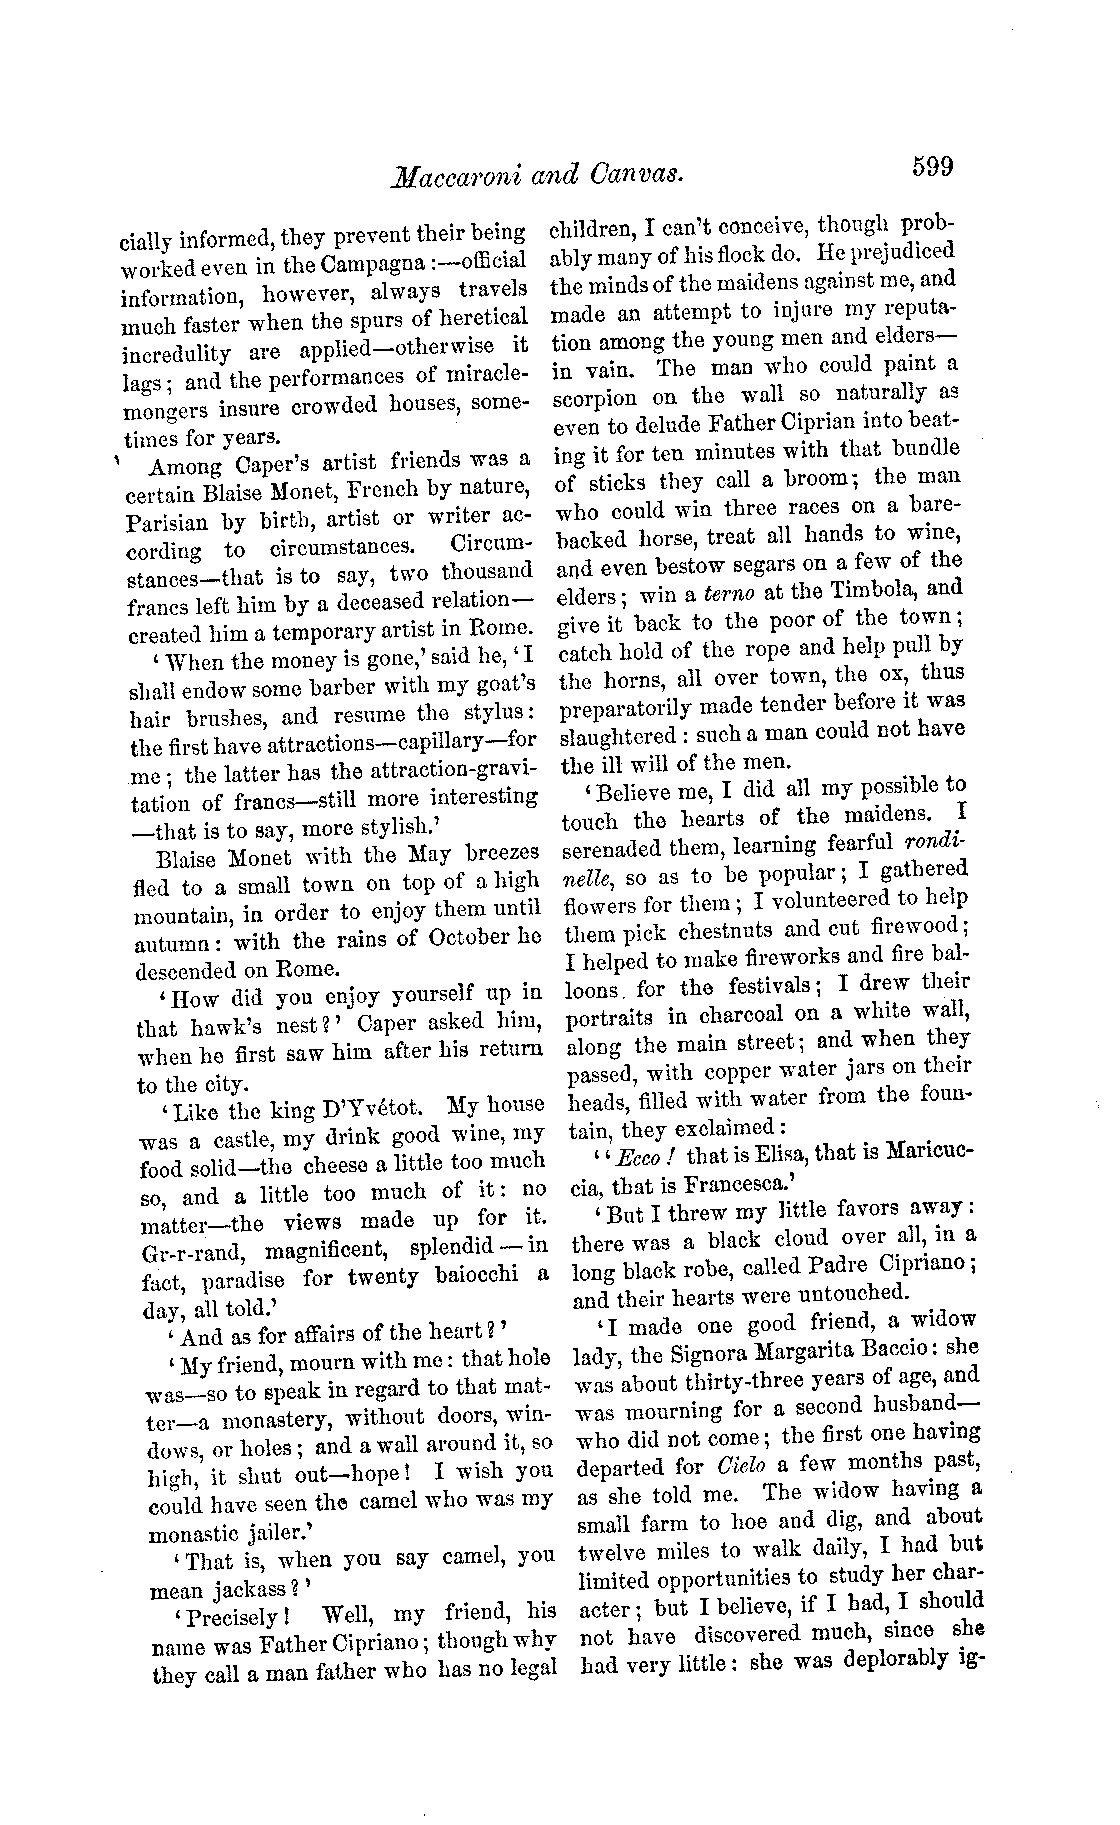 Maccaroni and Canvas.
599
cially informed, they prevent their being
worked even in the Campagna :—official
information, however, always travels
much faster when the spurs of heretical
incredulity are applied—otherwise it
lags; and the performances of miracle-
mongers insure crowded houses, some-
times for years.
Among Caper's artist friends was a
certain Blaise Monet, French by nature,
Parisian by birth, artist or writer ac-
cording to circumstances. Circum-
stances—that is to say, two thousand
francs left him by a deceased relation—
created him a temporary artist in Rome.
'When the money is gone,' said he, 'I
shall endow some barber with my goat's
hair brushes, and resume the stylus:
the first have attractions—capillary—for
me; the latter has the attraction-gravi-
tation of francs—still more interesting
—that is to say, more stylish.'
Blaise Monet with the May breezes
fled to a small town on top of a high
mountain, in order to enjoy them until
autumn: with the rains of October he
descended on Rome.
'How did you enjoy yourself up in
that hawk's nest?' Caper asked him,
when he first saw him after his return
to the city.
'Like the king D'Yvétot. My house
was a castle, my drink good wine, my
food solid—the cheese a little too much
so, and a little too much of it: no
matter—the views made up for it.
Gr-r-rand, magnificent, splendid—in
fact, paradise for twenty baiocchi a
day, all told.'
'And as for affairs of the heart?'
'My friend, mourn with me: that hole
was—so to speak in regard to that mat-
ter—a monastery, without doors, win-
dows, or holes; and a wall around it, so
high, it shut out—hope! I wish you
could have seen the camel who was my
monastic jailer.'
'That is, when you say camel, you
mean jackass?'
'Precisely! Well, my friend, his
name was Father Cipriano; though why
they call a man father who has no legal
children, I can't conceive, though prob-
ably many of his flock do. He prejudiced
the minds of the maidens against me, and
made an attempt to injure my reputa-
tion among the young men and elders—
in vain. The man who could paint a
scorpion on the wall so naturally as
even to delude Father Ciprian into beat-
ing it for ten minutes with that bundle
of sticks they call a broom; the man
who could win three races on a bare-
backed horse, treat all hands to wine,
and even bestow segars on a few of the
elders; win a terno at the Timbola, and
give it back to the poor of the town;
catch hold of the rope and help pull by
the horns, all over town, the ox, thus
preparatorily made tender before it was
slaughtered: such a man could not have
the ill will of the men.
'Believe me, I did all my possible to
touch the hearts of the maidens. I
serenaded them, learning fearful rondi-
nelle, so as to be popular; I gathered
flowers for them; I volunteered to help
them pick chestnuts and cut firewood;
I helped to make fireworks and fire bal-
loons for the festivals; I drew their
portraits in charcoal on a white wall,
along the main street; and when they
passed, with copper water jars on their
heads, filled with water from the foun-
tain, they exclaimed:
''Ecco! that is Elisa, that is Maricuc-
cia, that is Francesca.'
'But I threw my little favors away:
there was a black cloud over all, in a
long black robe, called Padre Cipriano;
and their hearts were untouched.
'I made one good friend, a widow
lady, the Signora Margarita Baccio: she
was about thirty-three years of age, and
was mourning for a second husband—
who did not come; the first one having
departed for Cielo a few months past,
as she told me. The widow having a
small farm to hoe and dig, and about
twelve miles to walk daily, I had but
limited opportunities to study her char-
acter; but I believe, if I had, I should
not have discovered much, since she
had very little: she was deplorably ig-